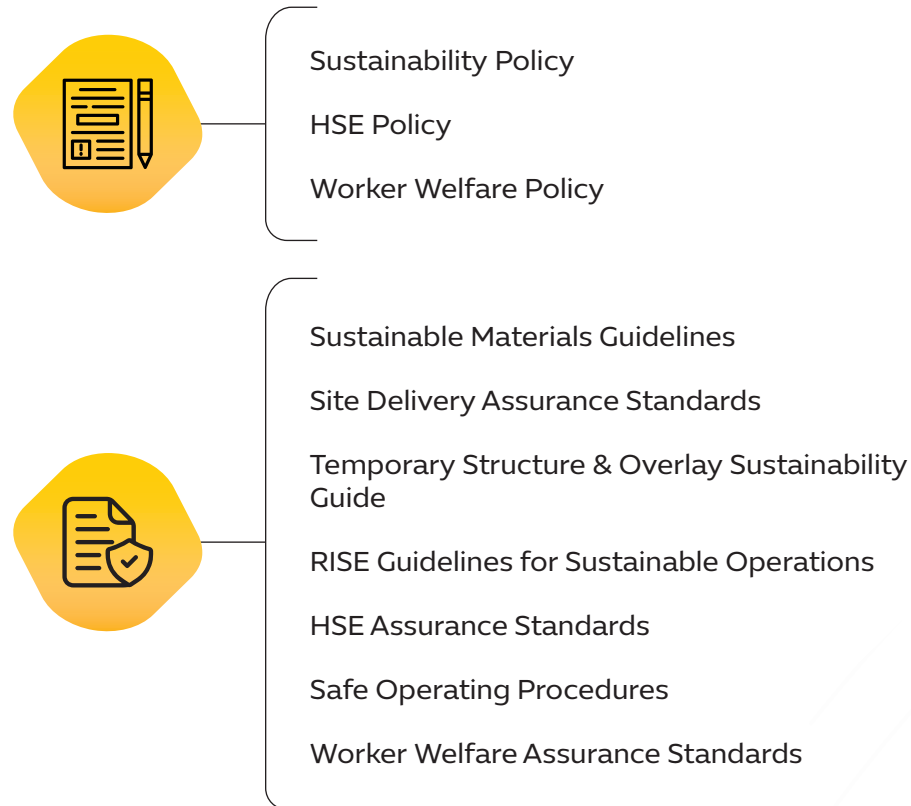 Sustainability Policy
HSE Policy
Worker Welfare Policy
Sustainable Materials Guidelines
Site Delivery Assurance Standards
Temporary Structure & Overlay Sustainability
Guide
RISE Guidelines for Sustainable Operations
HSE Assurance Standards
Safe Operating Procedures
Worker Welfare Assurance Standards